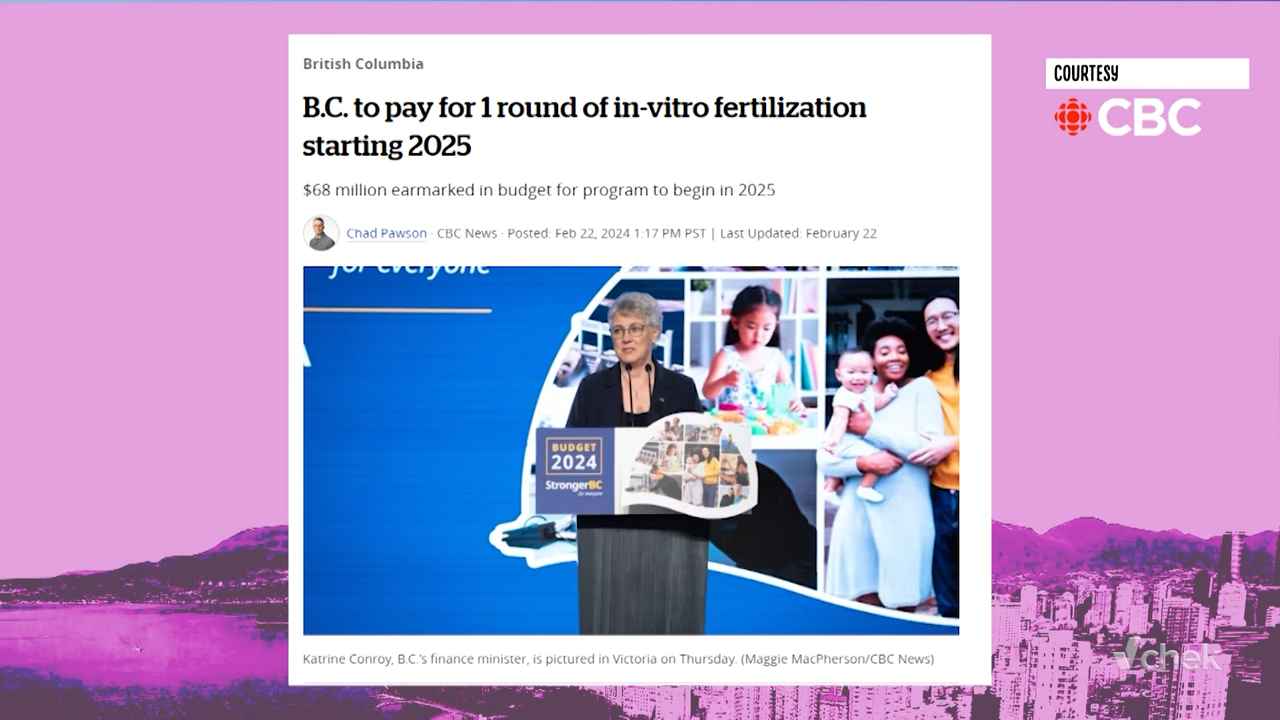 British Columbia
B.C. to pay for 1 round of in-vitro fertilization
starting 2025
$68 million earmarked in budget for program to begin in 2025
Chad Pawson · CBC News · Posted: Feb 22, 2024 1:17 PM PST | Last Updated: February 22
for everyone
BUDGET
2024
StrongerBC
for everyone
Katrine Conroy, B.C.'s finance minister, is pictured in Victoria on Thursday. (Maggie MacPherson/CBC News)
COURTESY
CBC
chek